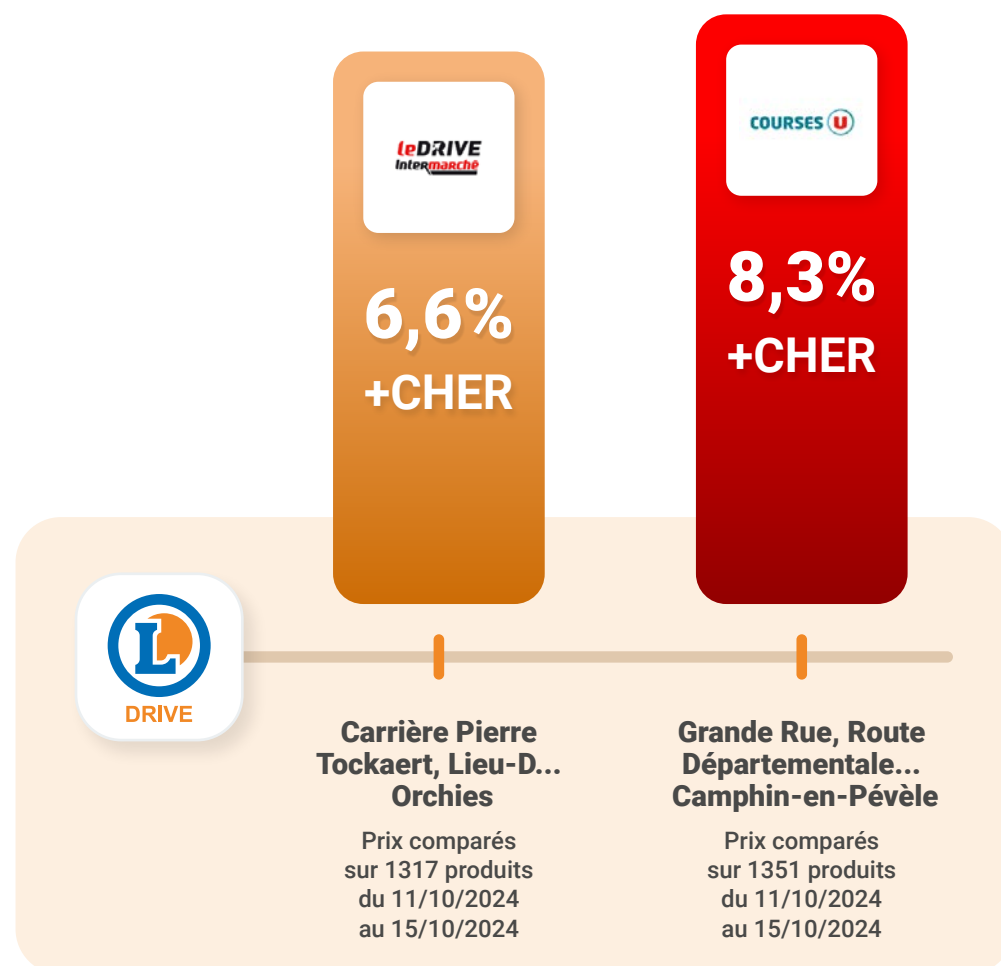 leDRIVE
Intermarché
6,6%
+CHER
COURSES U
8,3%
+CHER
L
DRIVE
Carrière Pierre
Tockaert, Lieu-D...
Orchies
Prix comparés
sur 1317 produits
du 11/10/2024
au 15/10/2024
Grande Rue, Route
Départementale...
Camphin-en-Pévèle
Prix comparés
sur 1351 produits
du 11/10/2024
au 15/10/2024